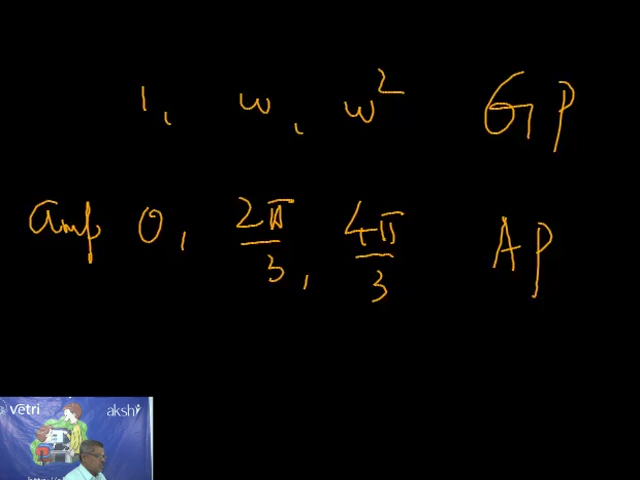 1, ω, ω² GP
amp 0, 2π/3, 4π/3 AP
vetri akshi